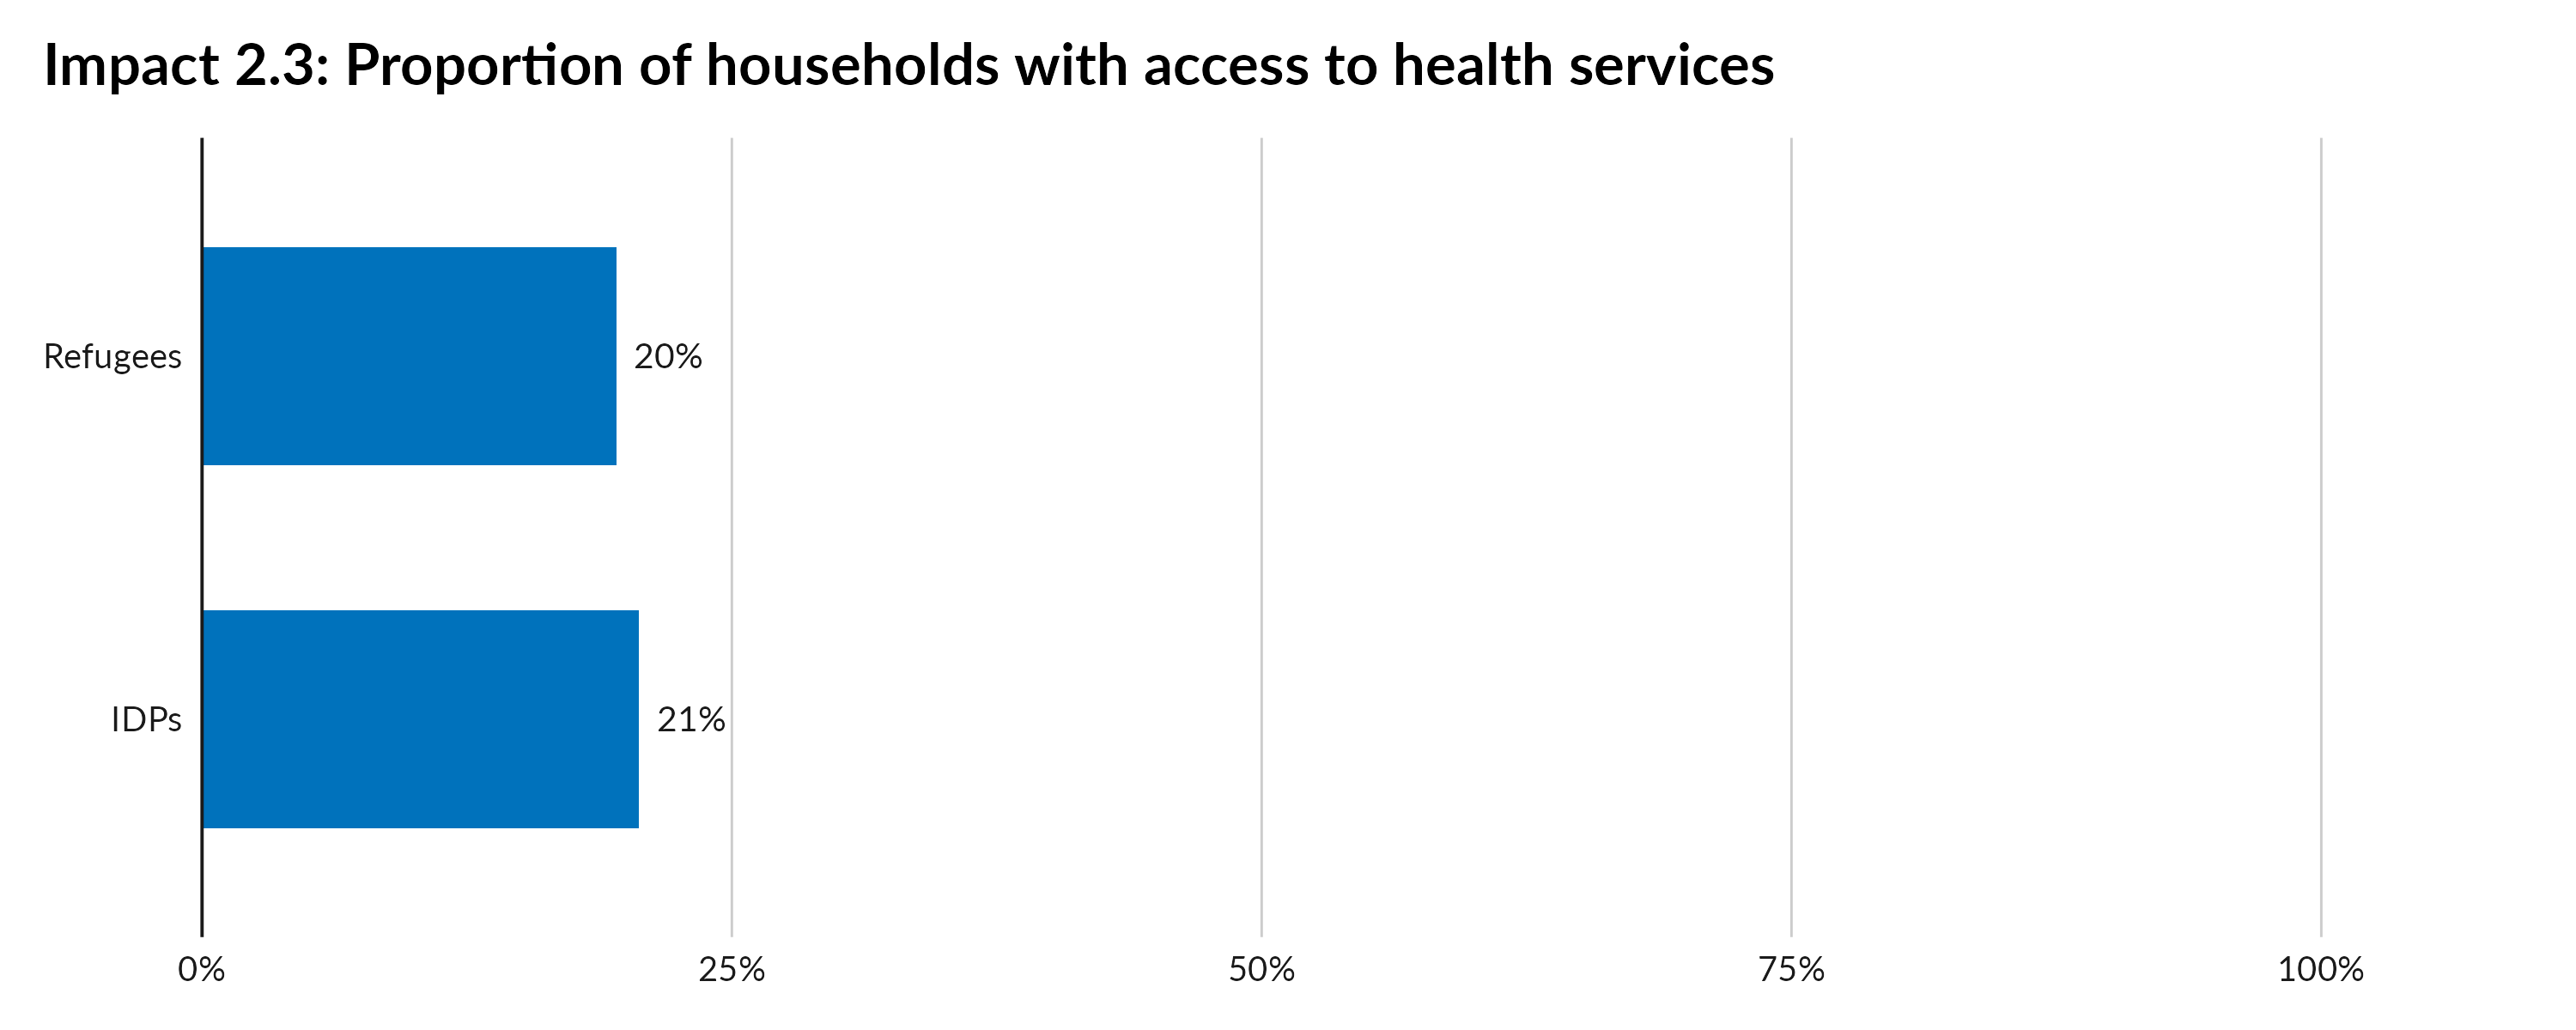 Impact 2.3: Proportion of households with access to health services
Refugees 20%
IDPs 21%
0% 25% 50% 75% 100%